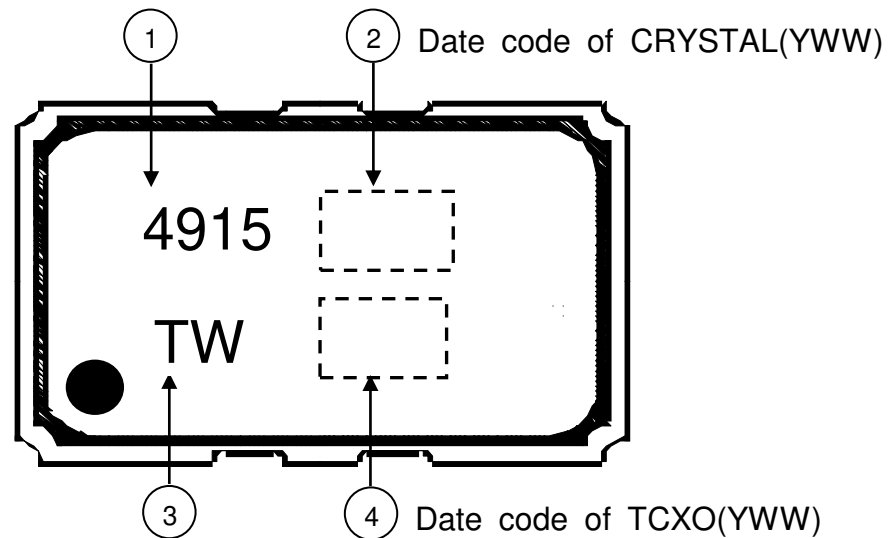 1
2 Date code of CRYSTAL(YWW)
4915
TW
3
4 Date code of TCXO(YWW)